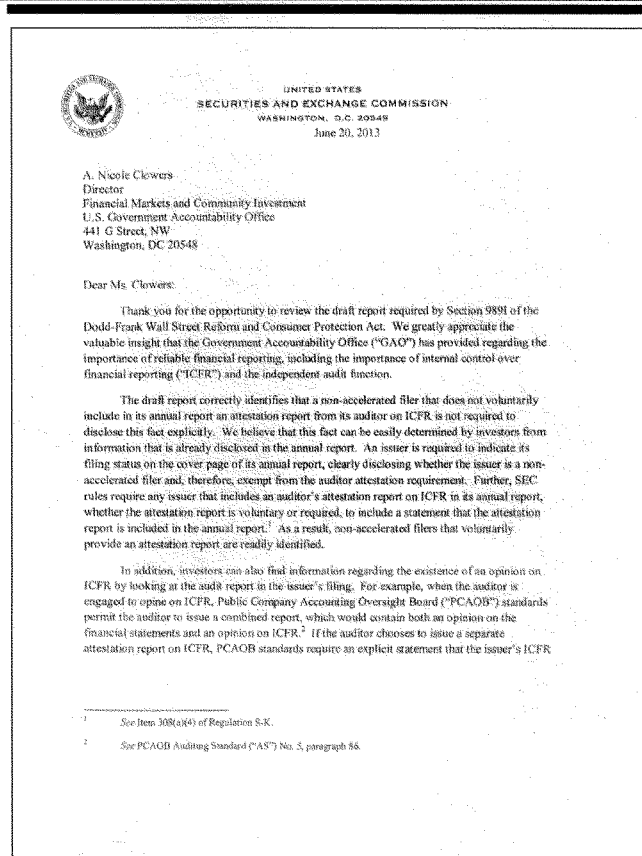 UNITED STATES
SECURITIES AND EXCHANGE COMMISSION
WASHINGTON, D.C. 20549
June 20, 2013
A. Nicole Clowers
Director
Financial Markets and Community Investment
U.S. Government Accountability Office
441 G Street, NW
Washington, DC 20548
Dear Ms. Clowers:
Thank you for the opportunity to review the draft report required by Section 989I of the
Dodd-Frank Wall Street Reform and Consumer Protection Act. We greatly appreciate the
valuable insight that the Government Accountability Office ("GAO") has provided regarding the
importance of reliable financial reporting, including the importance of internal control over
financial reporting ("ICFR") and the independent audit function.
The draft report correctly identifies that a non-accelerated filer that does not voluntarily
include in its annual report an attestation report from its auditor on ICFR is not required to
disclose this fact explicitly. We believe that this fact can be easily determined by investors from
information that is already disclosed in the annual report. An issuer is required to indicate its
filing status on the cover page of its annual report, clearly disclosing whether the issuer is a non-
accelerated filer and, therefore, exempt from the auditor attestation requirement. Further, SEC
rules require any issuer that includes an auditor's attestation report on ICFR in its annual report,
whether the attestation report is voluntary or required, to include a statement that the attestation
report is included in the annual report.1 As a result, non-accelerated filers that voluntarily
provide an attestation report are readily identified.
In addition, investors can also find information regarding the existence of an opinion on
ICFR by looking at the audit report in the issuer's filing. For example, when the auditor is
engaged to opine on ICFR, Public Company Accounting Oversight Board ("PCAOB") standards
permit the auditor to issue a combined report, which would contain both an opinion on the
financial statements and an opinion on ICFR.2 If the auditor chooses to issue a separate
attestation report on ICFR, PCAOB standards require an explicit statement that the issuer's ICFR
1 See Item 308(a)(4) of Regulation S-K.
2 See PCAOB Auditing Standard ("AS") No. 5, paragraph 86.